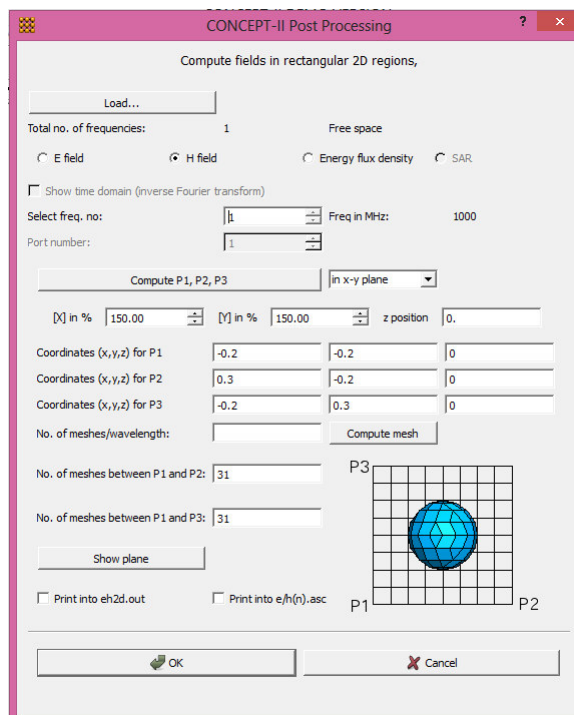 CONCEPT-II Post Processing
? ×
Compute fields in rectangular 2D regions,
Load...
Total no. of frequencies: 1 Free space
E field H field Energy flux density SAR
Show time domain (inverse Fourier transform)
Select freq. no: 1 Freq in MHz: 1000
Port number: 1
Compute P1, P2, P3 in x-y plane
[X] in % 150.00 [Y] in % 150.00 z position 0.
Coordinates (x,y,z) for P1 -0.2 -0.2 0
Coordinates (x,y,z) for P2 0.3 -0.2 0
Coordinates (x,y,z) for P3 -0.2 0.3 0
No. of meshes/wavelength: Compute mesh
No. of meshes between P1 and P2: 31
P3
No. of meshes between P1 and P3: 31
Show plane
Print into eh2d.out Print into e/h(n).asc
P1 P2
OK Cancel